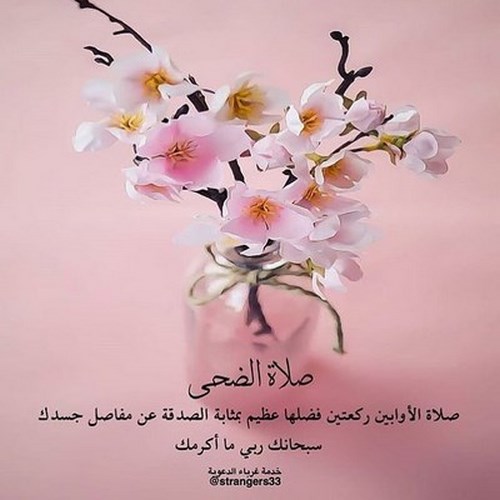 صلاة الضحى
صلاة الأوابين ركعتين فضلها عظيم بمثابة الصدقة عن مفاصل جسدك
سبحانك ربي ما أكرمك
خدمة غرباء الدعوية
@strangers33